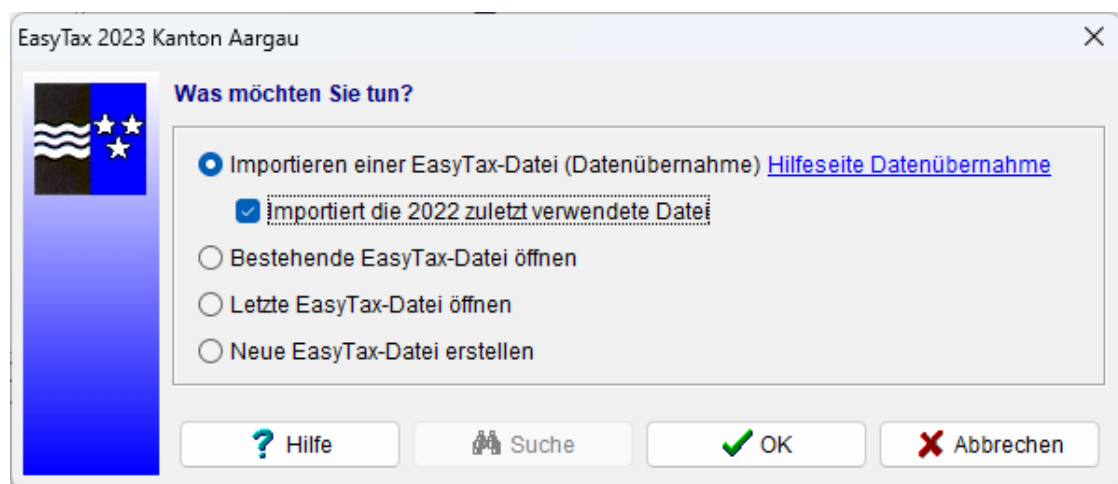 EasyTax 2023 Kanton Aargau
Was möchten Sie tun?
Importieren einer EasyTax-Datei (Datenübernahme) Hilfeseite Datenübernahme
Importiert die 2022 zuletzt verwendete Datei
Bestehende EasyTax-Datei öffnen
Letzte EasyTax-Datei öffnen
Neue EasyTax-Datei erstellen
? Hilfe Suche OK Abbrechen